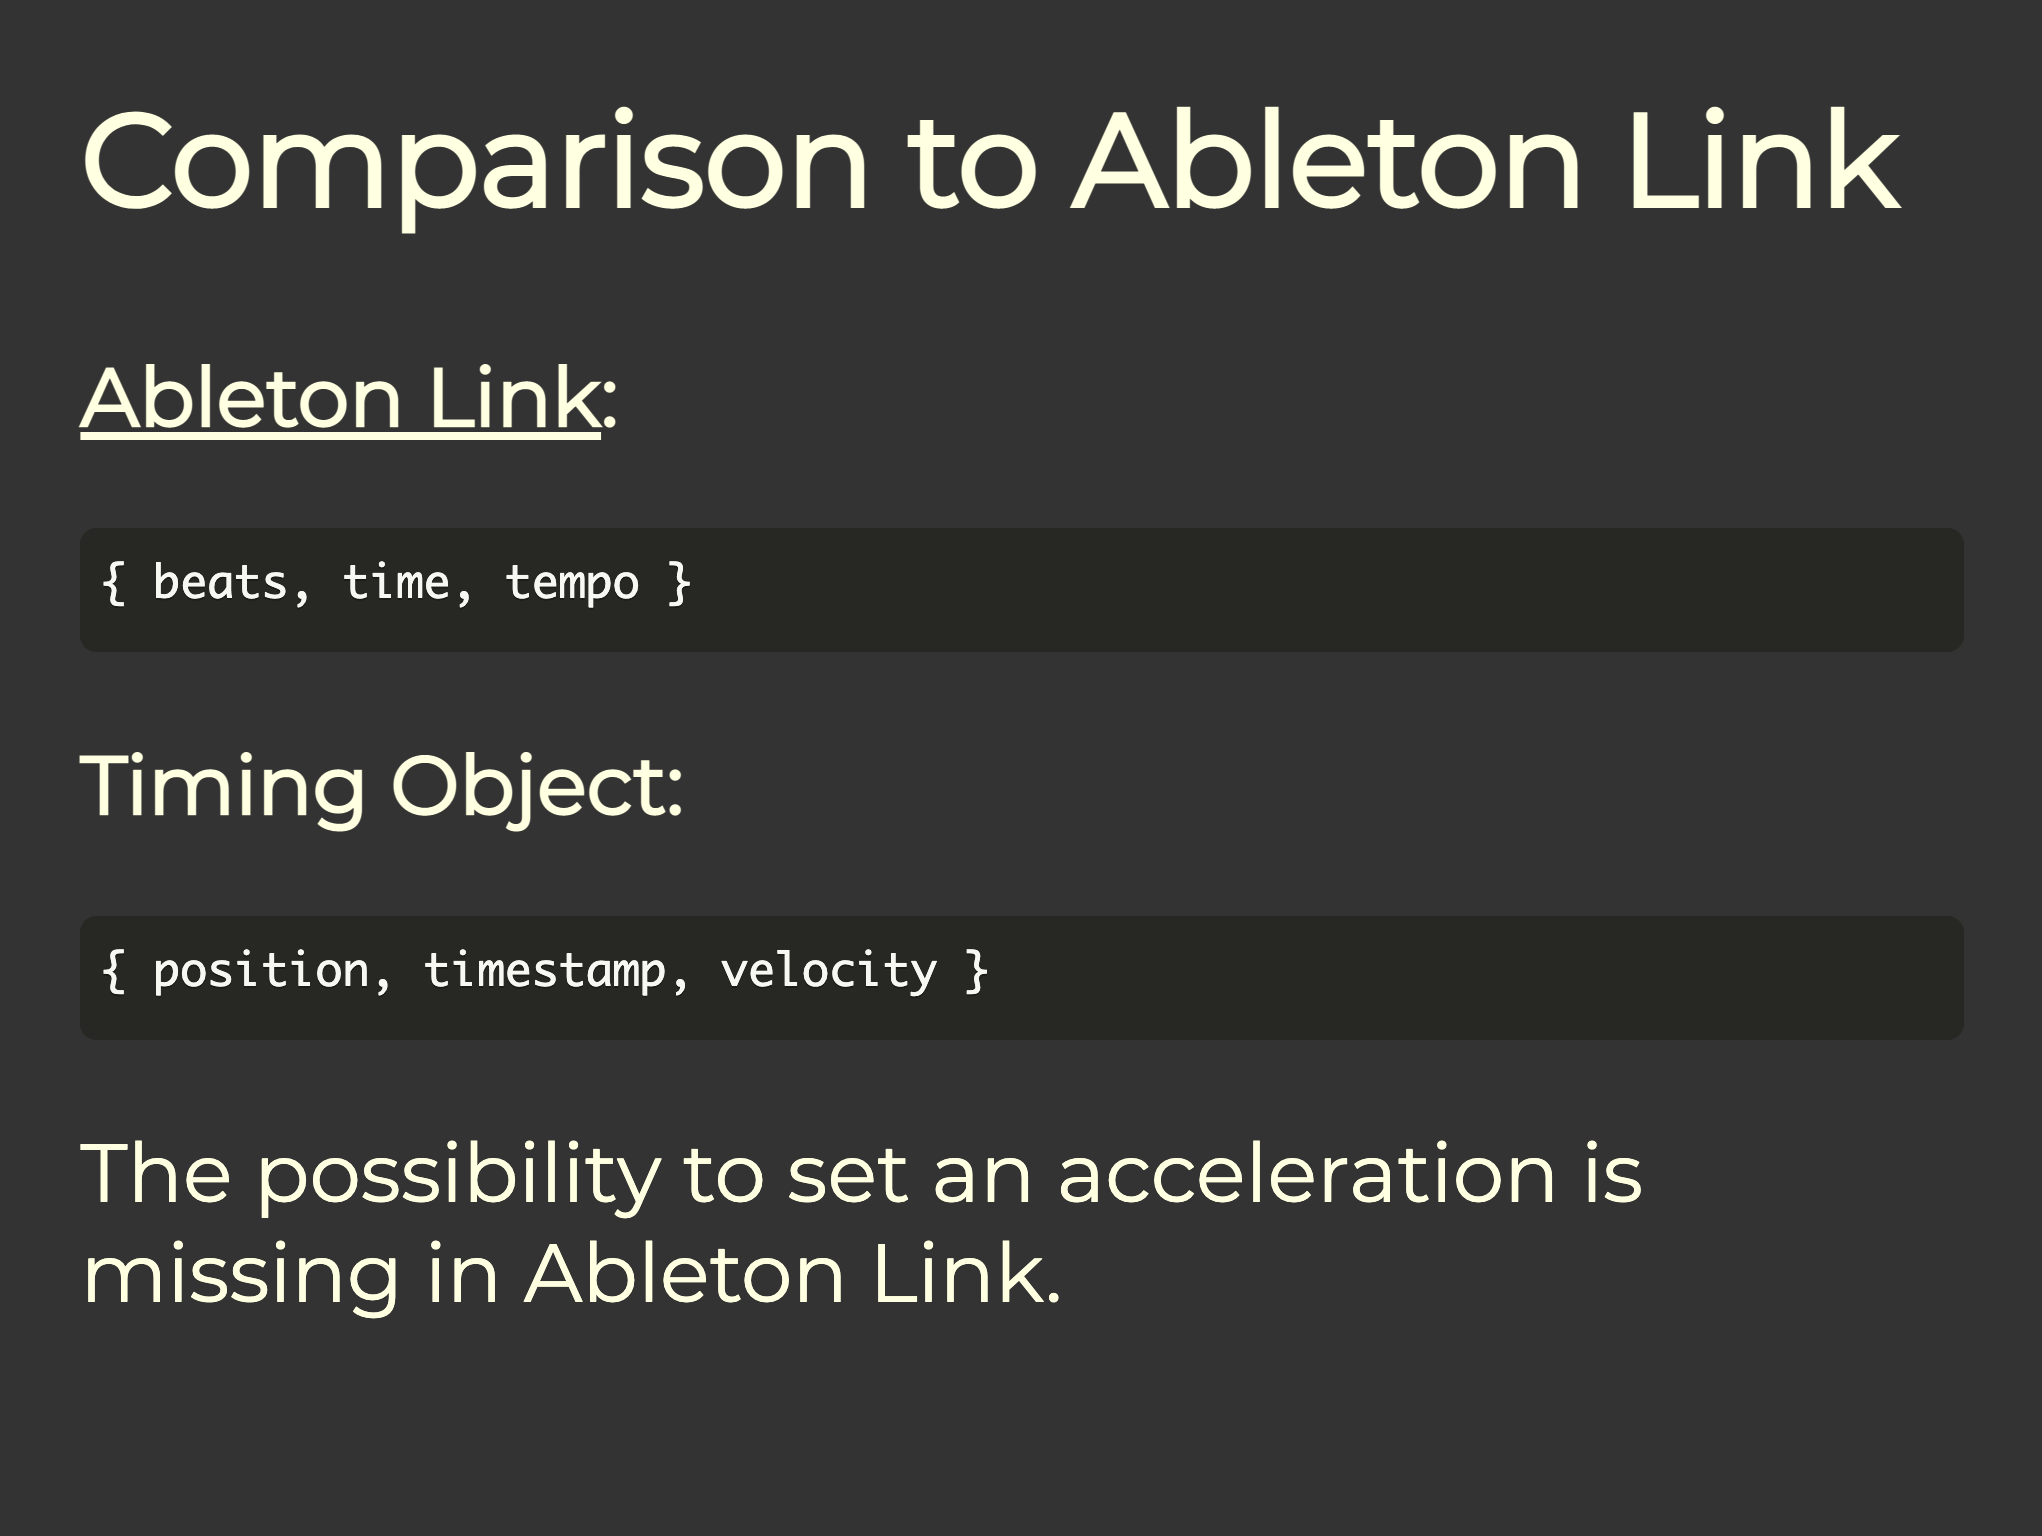 Comparison to Ableton Link
Ableton Link:
{ beats, time, tempo }
Timing Object:
{ position, timestamp, velocity }
The possibility to set an acceleration is
missing in Ableton Link.